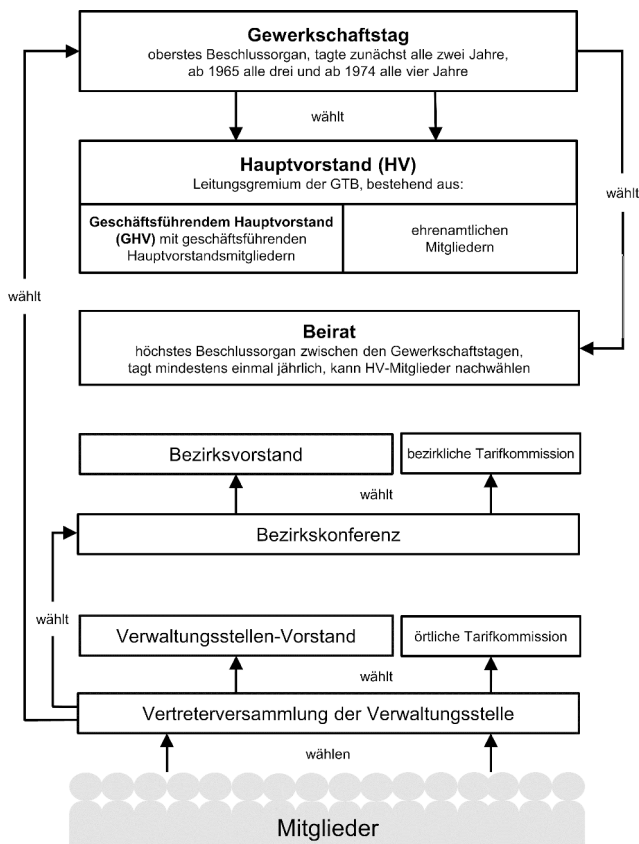 Gewerkschaftstag
oberstes Beschlussorgan, tagte zunächst alle zwei Jahre,
ab 1965 alle drei und ab 1974 alle vier Jahre
wählt
Hauptvorstand (HV)
Leitungsgremium der GTB, bestehend aus:
wählt
Geschäftsführendem Hauptvorstand
(GHV) mit geschäftsführenden
Hauptvorstandsmitgliedern
ehrenamtlichen
Mitgliedern
wählt
Beirat
höchstes Beschlussorgan zwischen den Gewerkschaftstagen,
tagt mindestens einmal jährlich, kann HV-Mitglieder nachwählen
Bezirksvorstand
bezirkliche Tarifkommission
wählt
Bezirkskonferenz
wählt
Verwaltungsstellen-Vorstand
örtliche Tarifkommission
wählt
Vertreterversammlung der Verwaltungsstelle
wählen
Mitglieder